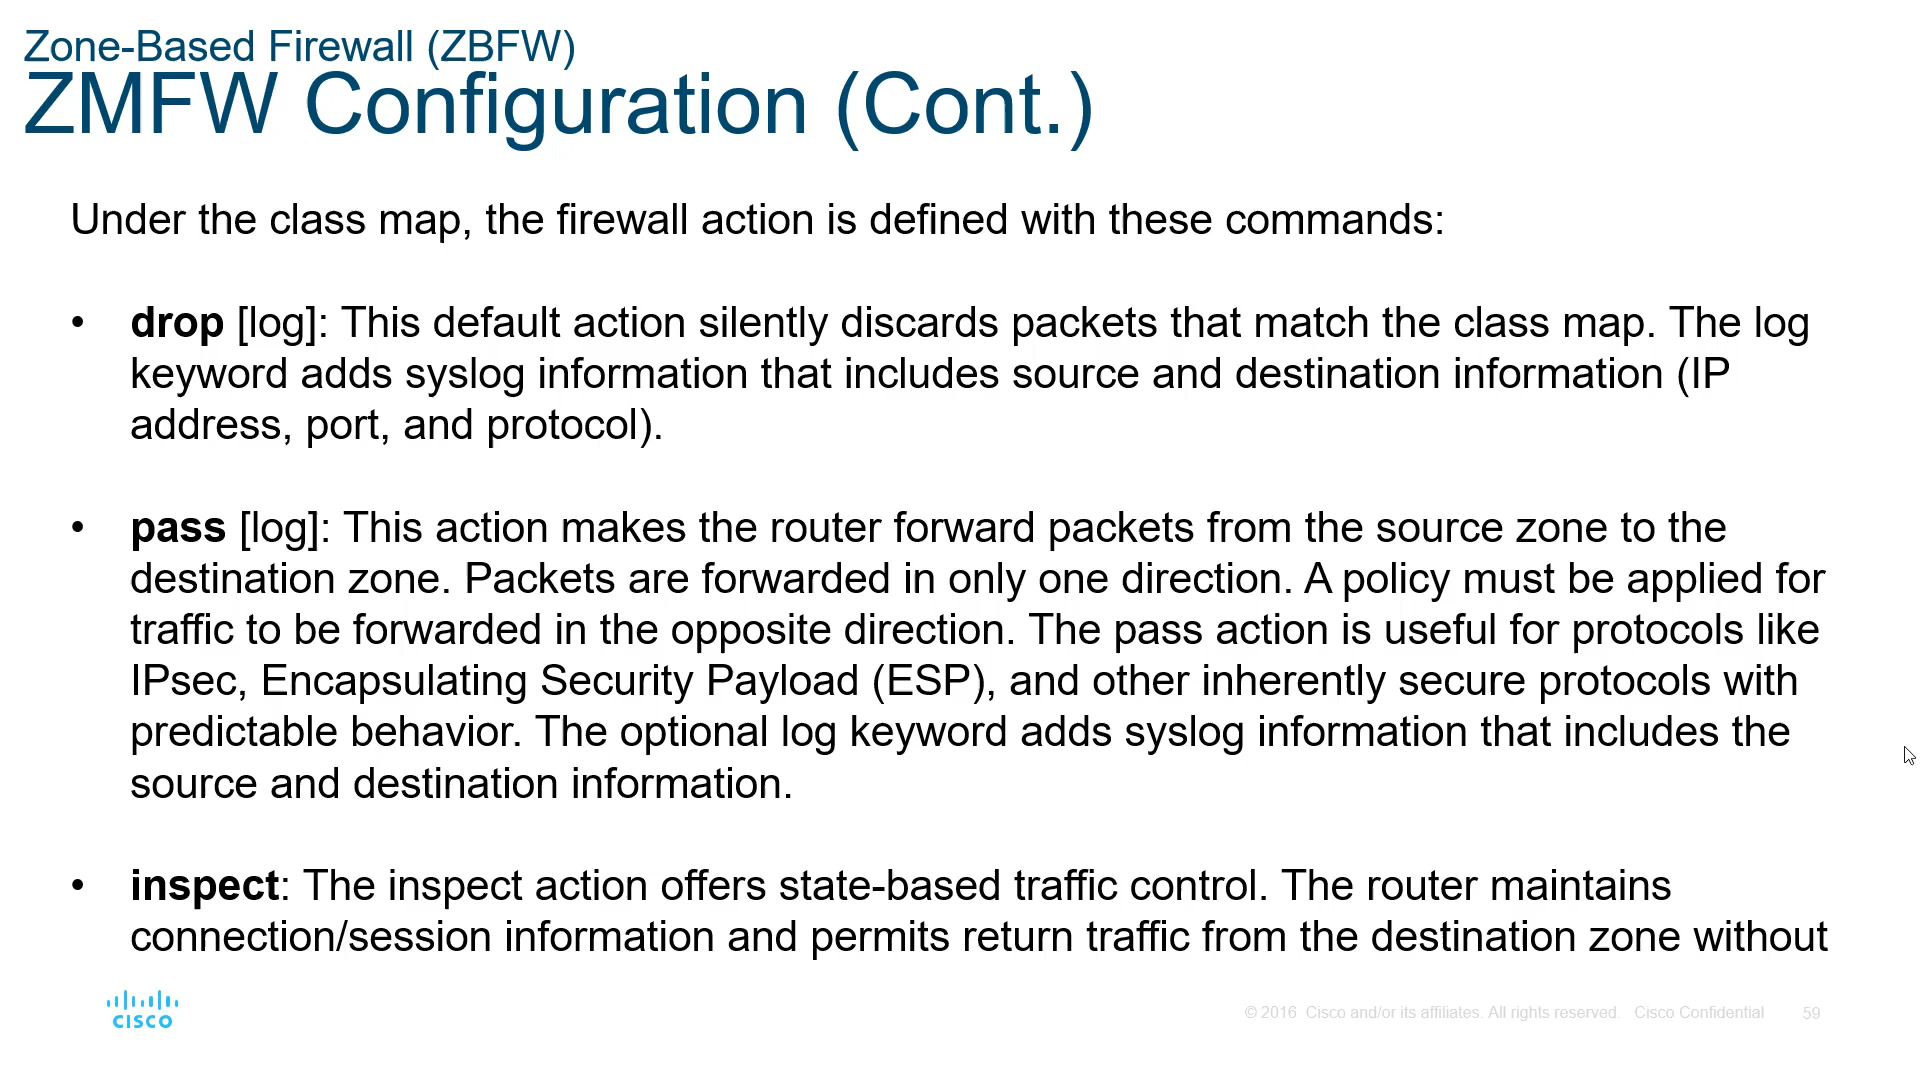 Zone-Based Firewall (ZBFW)
ZMFW Configuration (Cont.)
Under the class map, the firewall action is defined with these commands:
• drop [log]: This default action silently discards packets that match the class map. The log
keyword adds syslog information that includes source and destination information (IP
address, port, and protocol).
• pass [log]: This action makes the router forward packets from the source zone to the
destination zone. Packets are forwarded in only one direction. A policy must be applied for
traffic to be forwarded in the opposite direction. The pass action is useful for protocols like
IPsec, Encapsulating Security Payload (ESP), and other inherently secure protocols with
predictable behavior. The optional log keyword adds syslog information that includes the
source and destination information.
• inspect: The inspect action offers state-based traffic control. The router maintains
connection/session information and permits return traffic from the destination zone without
CISCO
© 2016 Cisco and/or its affiliates. All rights reserved. Cisco Confidential 59